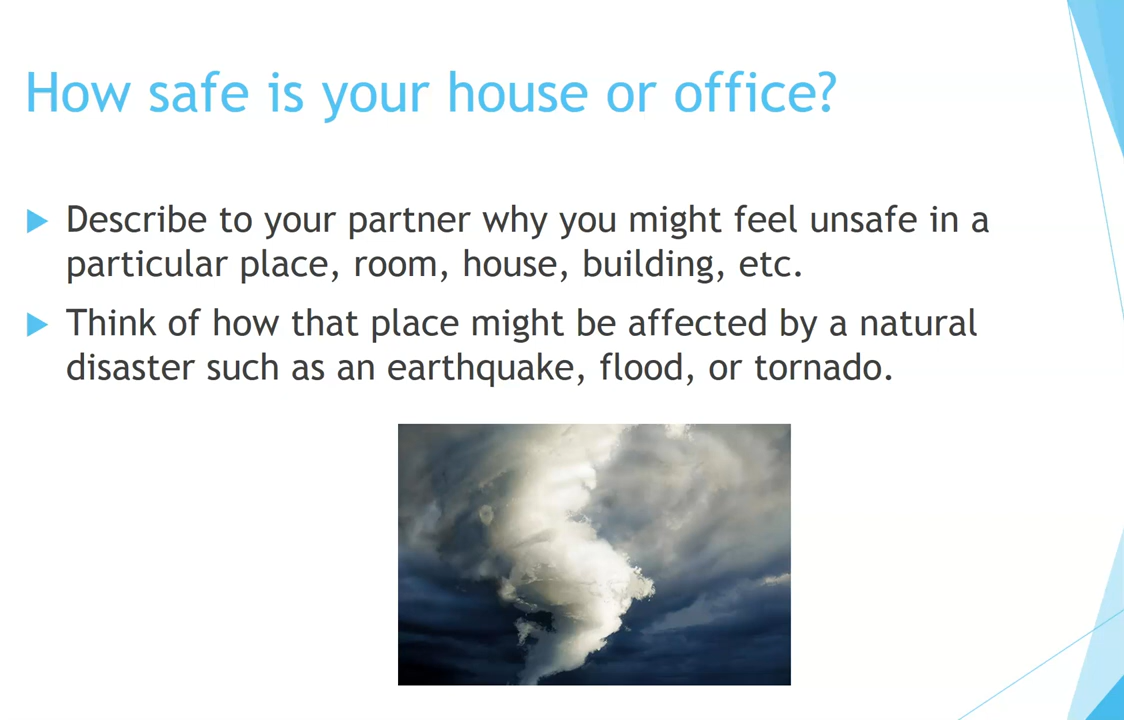 How safe is your house or office?
Describe to your partner why you might feel unsafe in a
particular place, room, house, building, etc.
Think of how that place might be affected by a natural
disaster such as an earthquake, flood, or tornado.